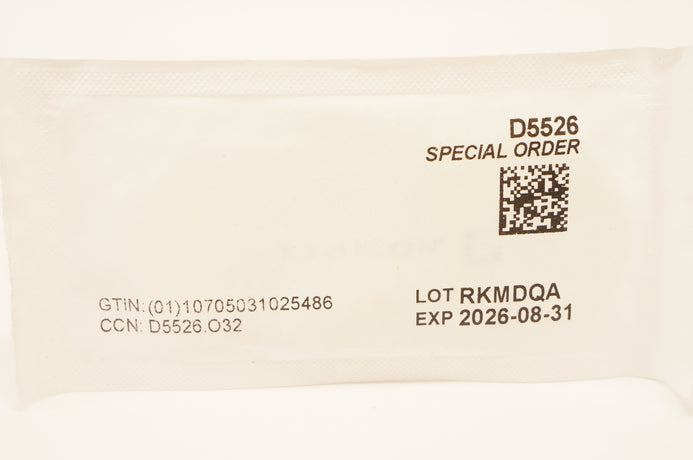 D5526
SPECIAL ORDER
GTIN:(01)10705031025486
CCN: D5526.O32
LOT RKMDQA
EXP 2026-08-31